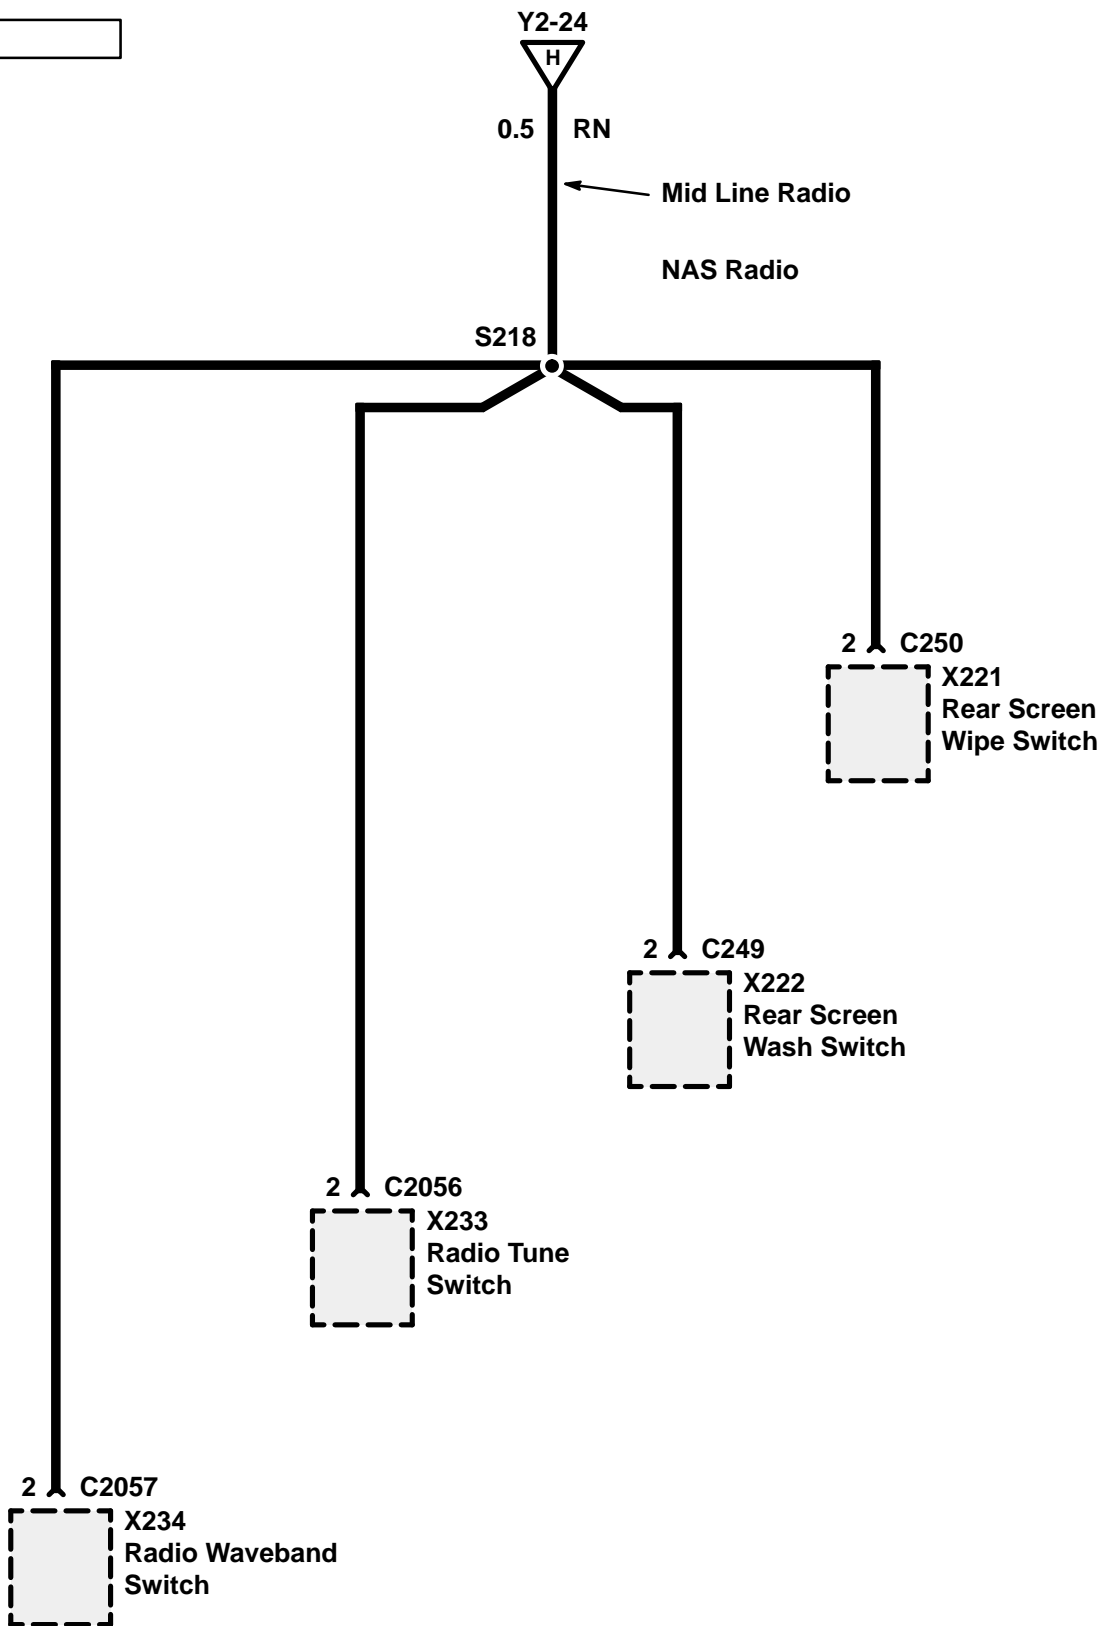 Y2-24
H
0.5 RN
Mid Line Radio
NAS Radio
S218
2 C250
X221
Rear Screen
Wipe Switch
2 C249
X222
Rear Screen
Wash Switch
2 C2056
X233
Radio Tune
Switch
2 C2057
X234
Radio Waveband
Switch